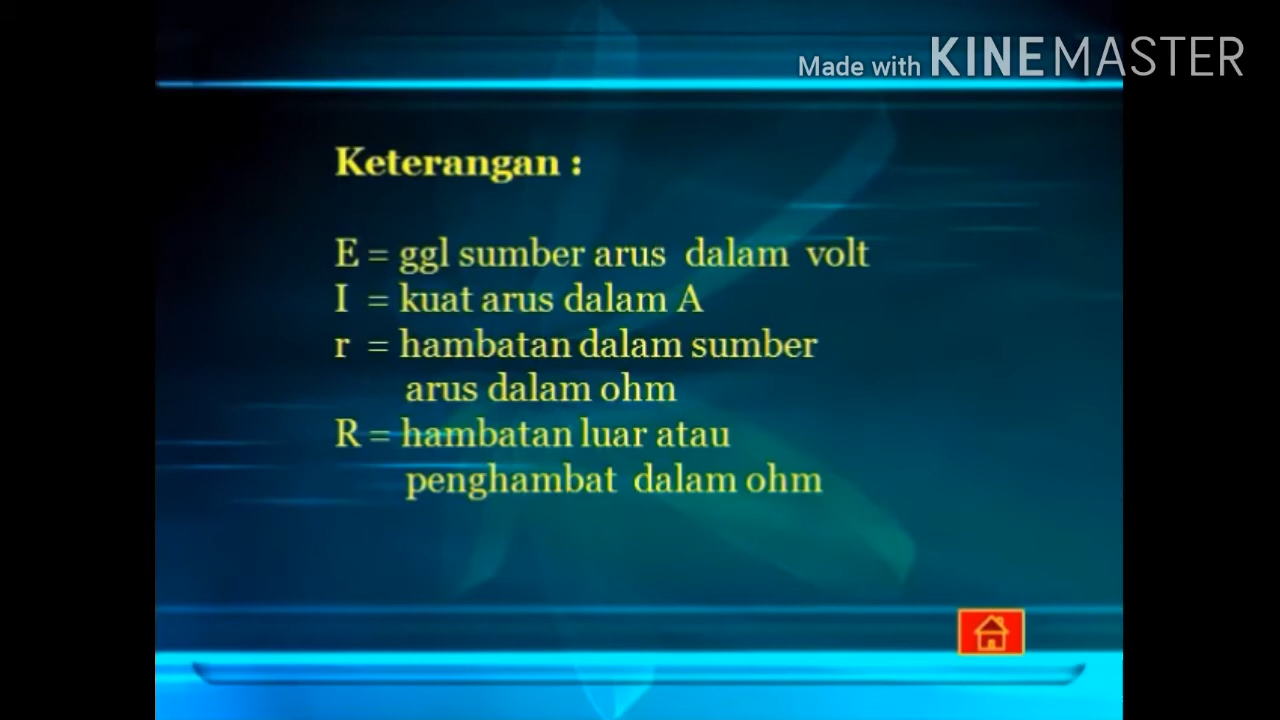 Made with KINEMASTER
Keterangan :
E = ggl sumber arus dalam volt
I = kuat arus dalam A
r = hambatan dalam sumber
arus dalam ohm
R = hambatan luar atau
penghambat dalam ohm